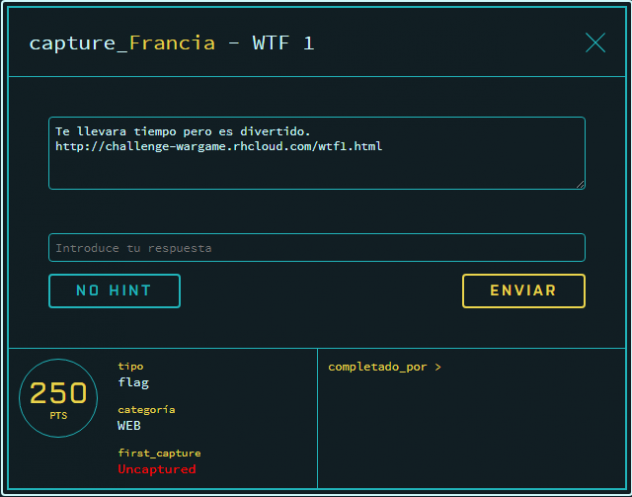 capture_Francia - WTF 1
Te llevara tiempo pero es divertido.
http://challenge-wargame.rhcloud.com/wtf1.html
Introduce tu respuesta
NO HINT
ENVIAR
250
PTS
tipo
flag
categoría
WEB
first_capture
Uncaptured
completado_por >